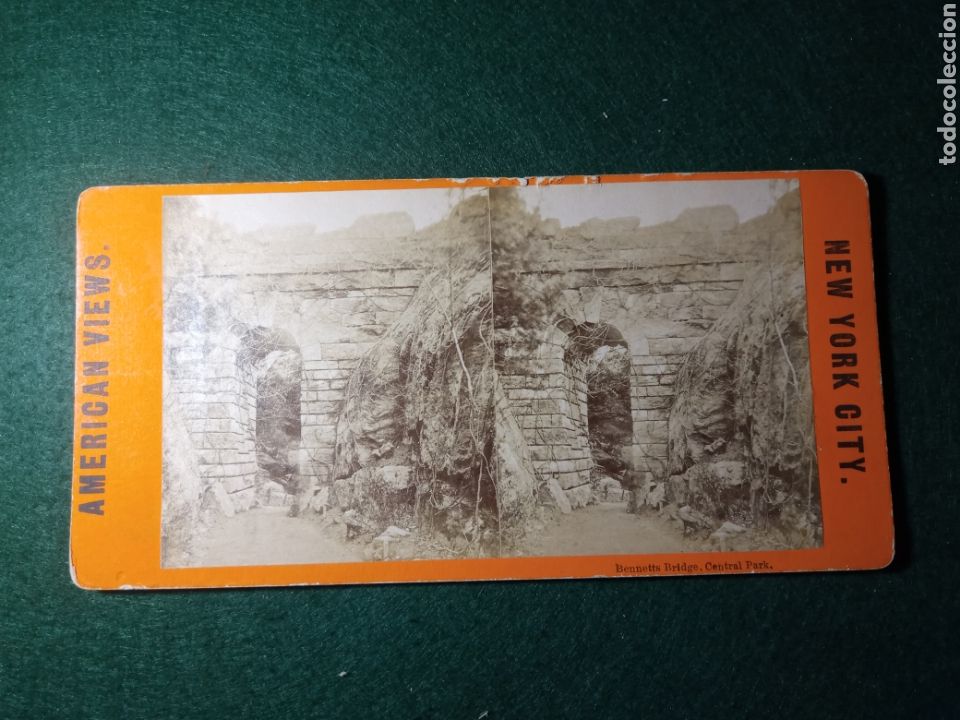 AMERICAN VIEWS.
NEW YORK CITY.
Bennetts Bridge, Central Park.
todocoleccion